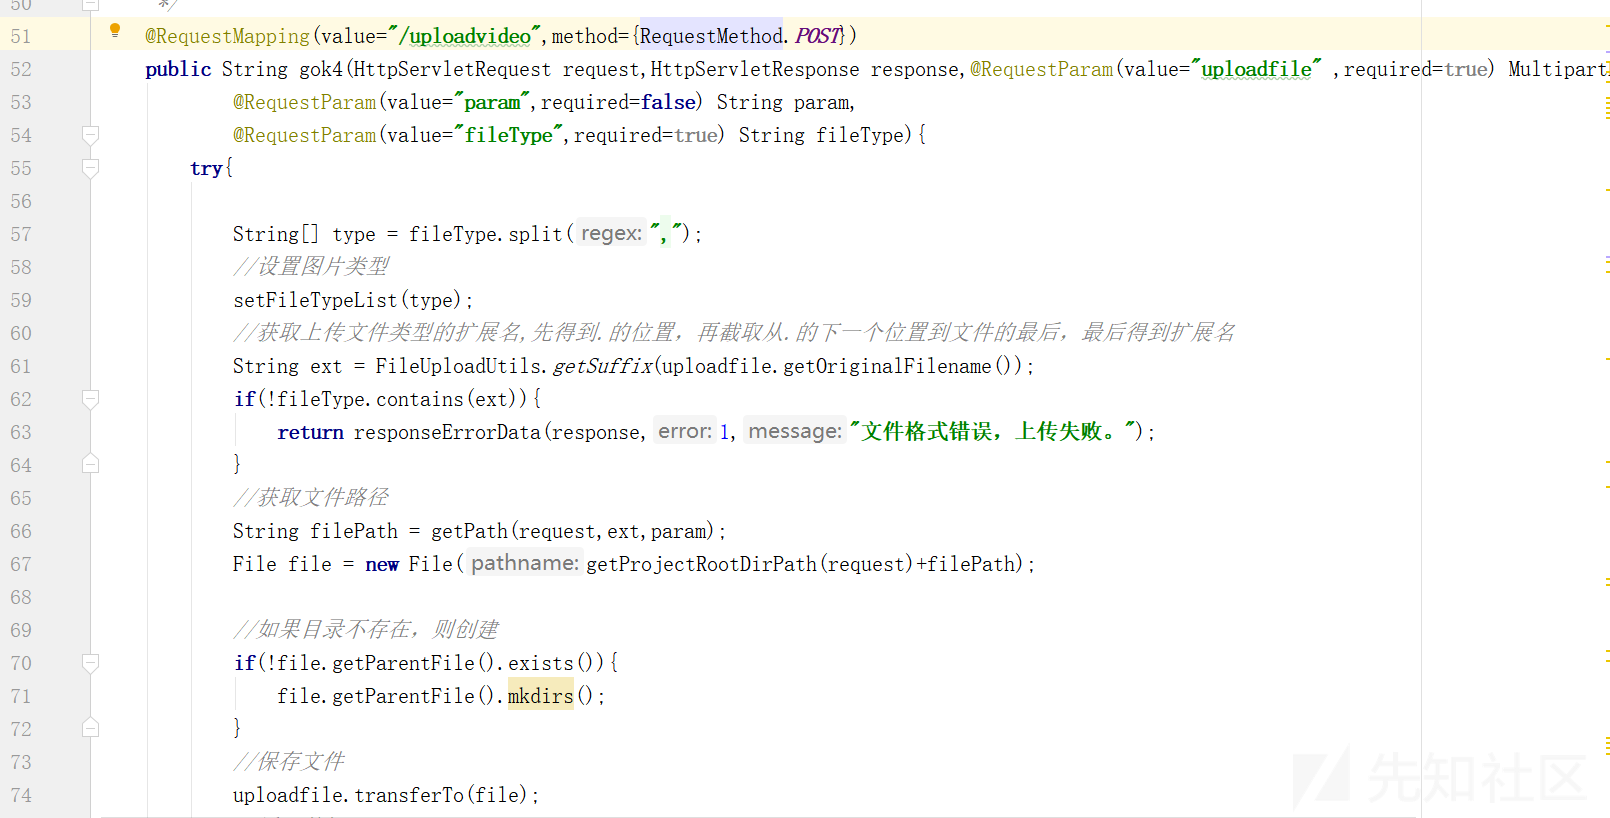 50 */
51 @RequestMapping(value="/uploadvideo",method={RequestMethod.POST})
52 public String gok4(HttpServletRequest request,HttpServletResponse response,@RequestParam(value="uploadfile" ,required=true) Multipart
53 @RequestParam(value="param",required=false) String param,
54 @RequestParam(value="fileType",required=true) String fileType){
55 try{
56
57 String[] type = fileType.split( regex: ",");
58 //设置图片类型
59 setFileTypeList(type);
60 //获取上传文件类型的扩展名,先得到.的位置，再截取从.的下一个位置到文件的最后，最后得到扩展名
61 String ext = FileUploadUtils.getSuffix(uploadfile.getOriginalFilename());
62 if(!fileType.contains(ext)){
63 return responseErrorData(response, error: 1, message: "文件格式错误，上传失败。");
64 }
65 //获取文件路径
66 String filePath = getPath(request,ext,param);
67 File file = new File( pathname: getProjectRootDirPath(request)+filePath);
68
69 //如果目录不存在，则创建
70 if(!file.getParentFile().exists()){
71 file.getParentFile().mkdirs();
72 }
73 //保存文件
74 uploadfile.transferTo(file);
先知社区